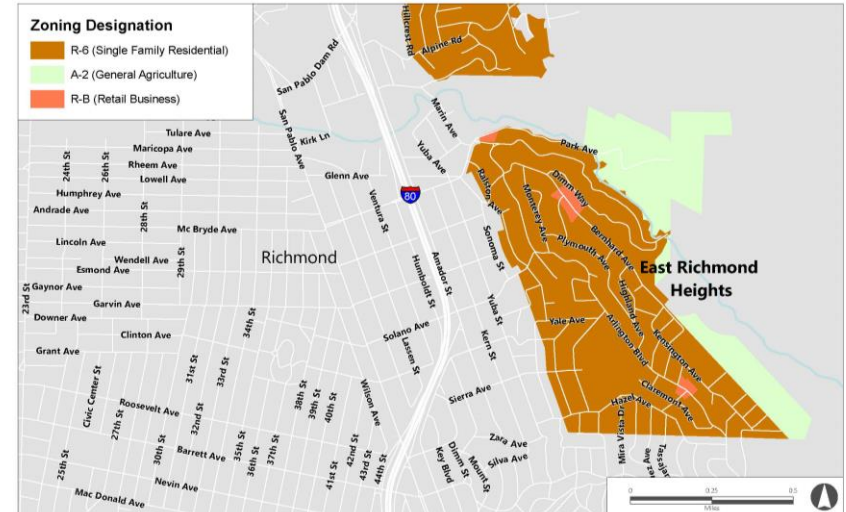 Zoning Designation
R-6 (Single Family Residential)
A-2 (General Agriculture)
R-B (Retail Business)
Hillcrest Rd
Alpine Rd
San Pablo Dam Rd
San Pablo Ave
Marin Ave
Kirk Ln
Yuba Ave
Tulare Ave
Maricopa Ave
Rheem Ave
Lowell Ave
24th St
26th St
Glenn Ave
Park Ave
Humphrey Ave
Andrade Ave
28th St
Mc Bryde Ave
Ventura St
80
Ralston Ave
Monterey Ave
Dimm Way
Lincoln Ave
Wendell Ave
Esmond Ave
29th St
Richmond
Sonoma St
Plymouth Ave
Bernhard Ave
East Richmond
Heights
Gaynor Ave
Garvin Ave
Downer Ave
23rd St
Humboldt St
Amador St
Highland Ave
Clinton Ave
Grant Ave
34th St
Solano Ave
Lassen St
Yuba St
Kern St
Yale Ave
Arlington Blvd
Kensington Ave
Civic Center St
31st St
33rd St
Roosevelt Ave
32nd St
38th St
39th St
40th St
Wilson Ave
Sierra Ave
Hazel Ave
Claremont Ave
Mira Vista Dr
27th St
30th St
Barrett Ave
35th St
36th St
37th St
42nd St
43rd St
44th St
41st St
Zara Ave
Silva Ave
Dimm St
Mount St
Key Blvd
25th St
Nevin Ave
Mac Donald Ave
0 0.25 0.5
Miles